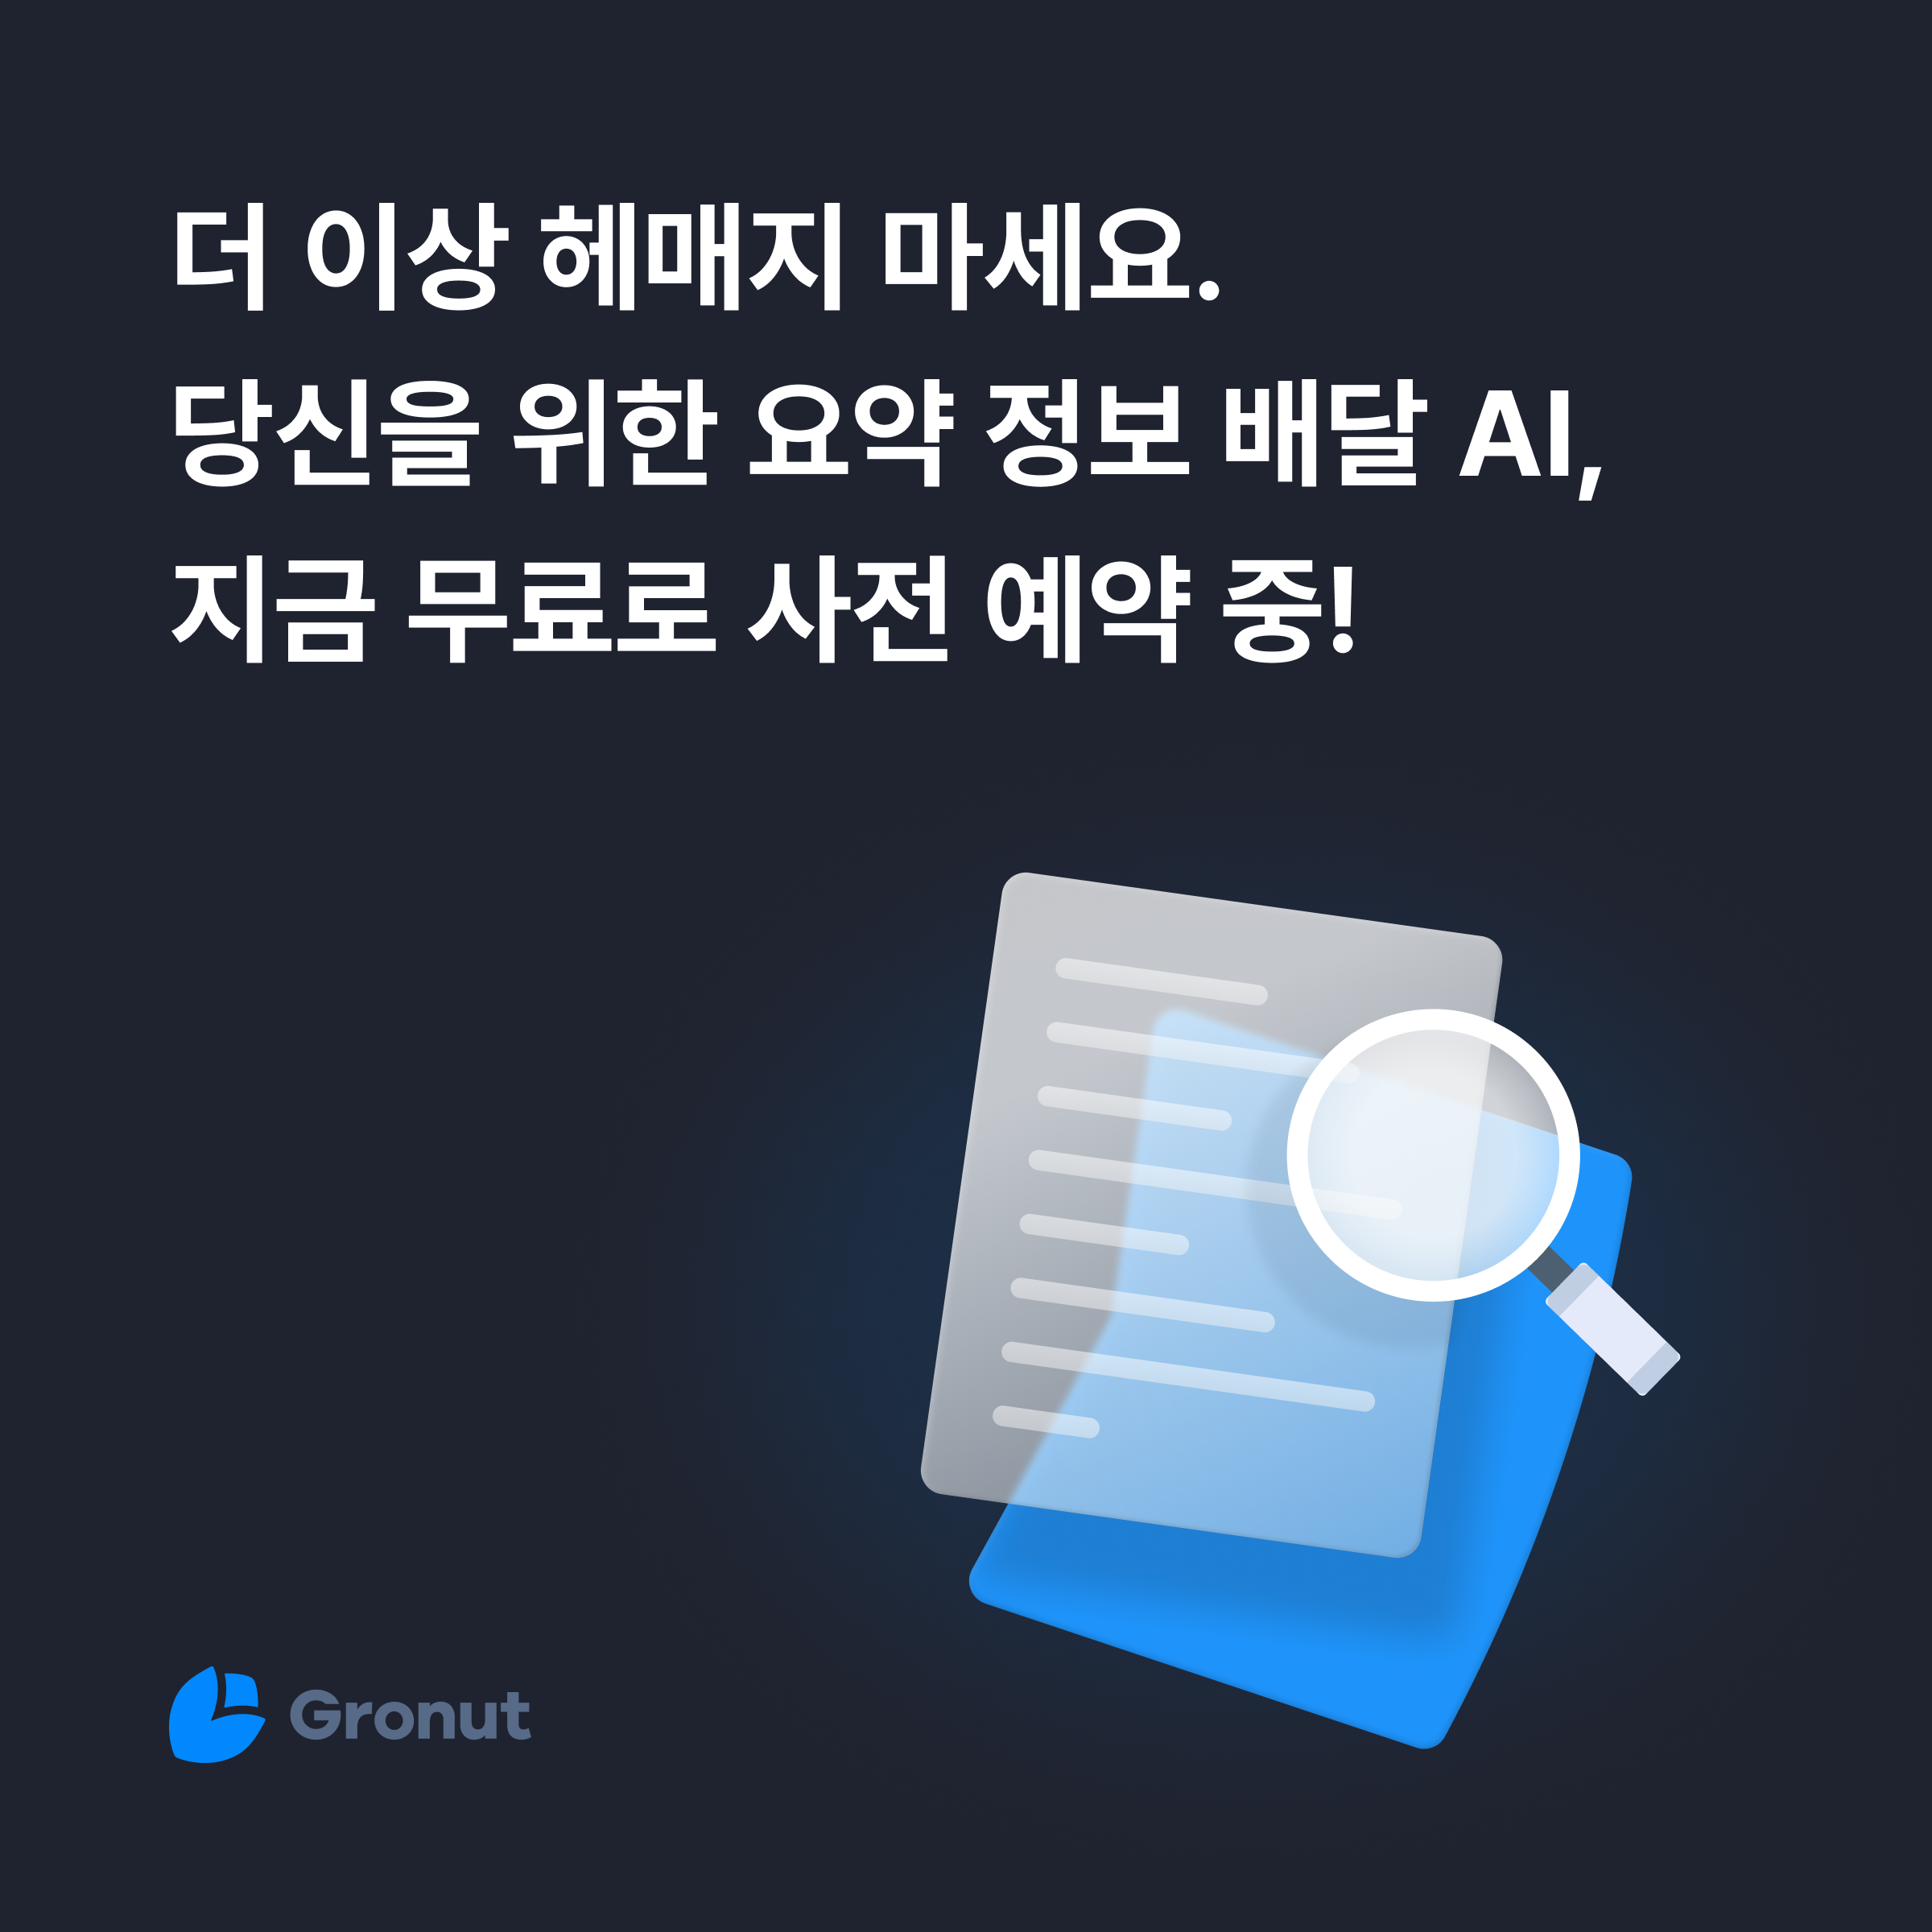 더 이상 헤매지 마세요.
당신을 위한 요약 정보 배달 AI,
지금 무료로 사전 예약 중!
Gronut